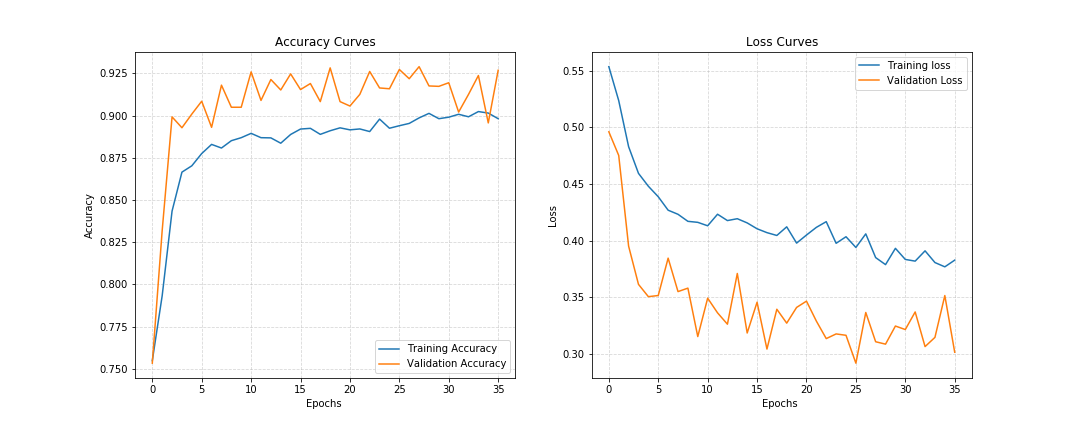 Accuracy Curves
0.925
0.900
0.875
0.850
0.825
0.800
0.775
0.750
Accuracy
0 5 10 15 20 25 30 35
Epochs
Training Accuracy
Validation Accuracy
Loss Curves
0.55
0.50
0.45
0.40
0.35
0.30
Loss
0 5 10 15 20 25 30 35
Epochs
Training loss
Validation Loss